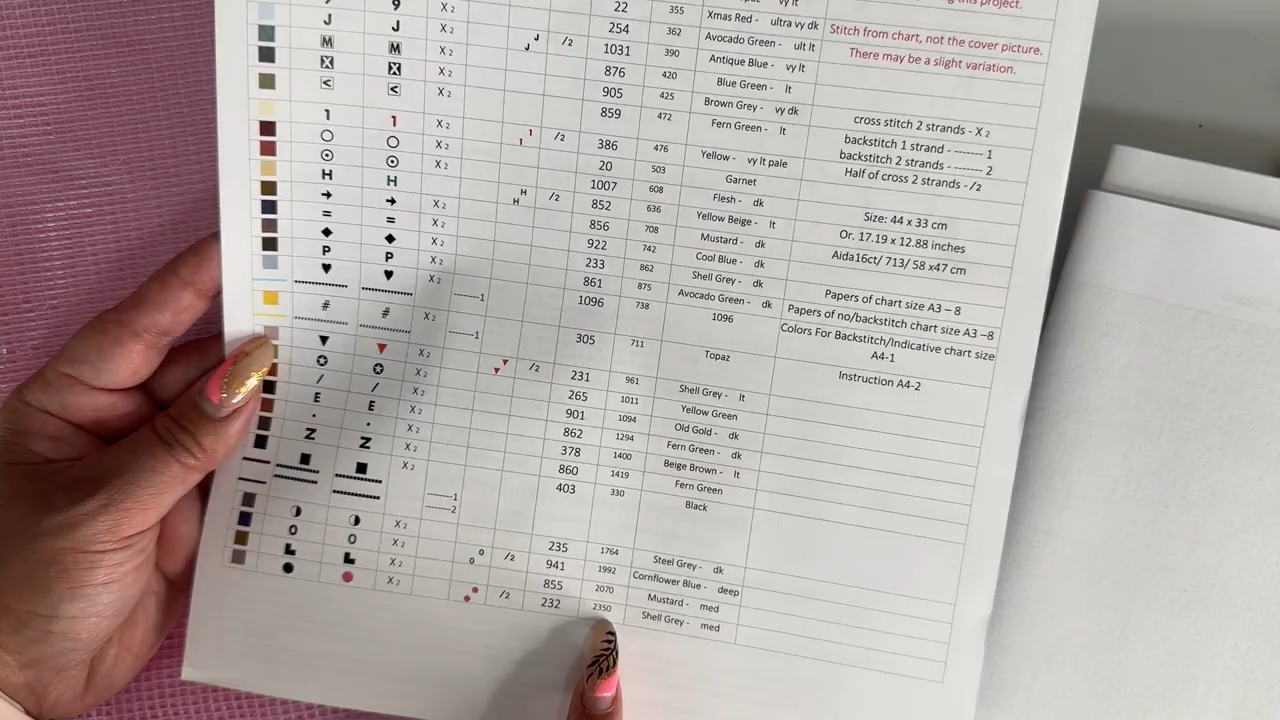 vy lt
this project.
22 355 Xmas Red - ultra vy dk
9 9 X 2 254 362 Avocado Green - ult lt Stitch from chart, not the cover picture.
J J X 2 J J /2 1031 390 Antique Blue - vy lt There may be a slight variation.
M M X 2 876 420 Blue Green - lt
X X X 2 905 425 Brown Grey - vy dk
< < X 2 859 472 Fern Green - lt cross stitch 2 strands - X 2
backstitch 1 strand - -------- 1
1 1 X 2 1 1 /2 386 476 Yellow - vy lt pale backstitch 2 strands - -------- 2
X 2 20 503 Garnet Half of cross 2 strands -/2
X 2 1007 608 Flesh - dk
H H H H /2 852 636 Yellow Beige - lt Size: 44 x 33 cm
➔ ➔ X 2 856 708 Mustard - dk Or. 17.19 x 12.88 inches
= = X 2 922 742 Cool Blue - dk Aida16ct/ 713/ 58 x47 cm
◆ ◆ X 2 233 862 Shell Grey - dk
P P X 2 861 875 Avocado Green - dk Papers of chart size A3 – 8
♥ ♥ X 2 --------1 1096 738 1096 Papers of no/backstitch chart size A3 –8
Colors For Backstitch/Indicative chart size
A4-1
# # X 2 --------1 305 711 Topaz Instruction A4-2
▼ ▼ X 2 ▼ ▼ /2 231 961 Shell Grey - lt
✪ ✪ X 2 265 1011 Yellow Green
/ / X 2 901 1094 Old Gold - dk
E E X 2 862 1294 Fern Green - dk
. . X 2 378 1400 Beige Brown - lt
Z Z X 2 860 1419 Fern Green
■ ■ X 2 --------1 403 330 Black
--------2
◑ ◑ X 2 235 1764 Steel Grey - dk
0 0 X 2 0 0 /2 941 1992 Cornflower Blue - deep
X 2 855 2070 Mustard - med
● ● X 2 ● ● /2 232 2350 Shell Grey - med